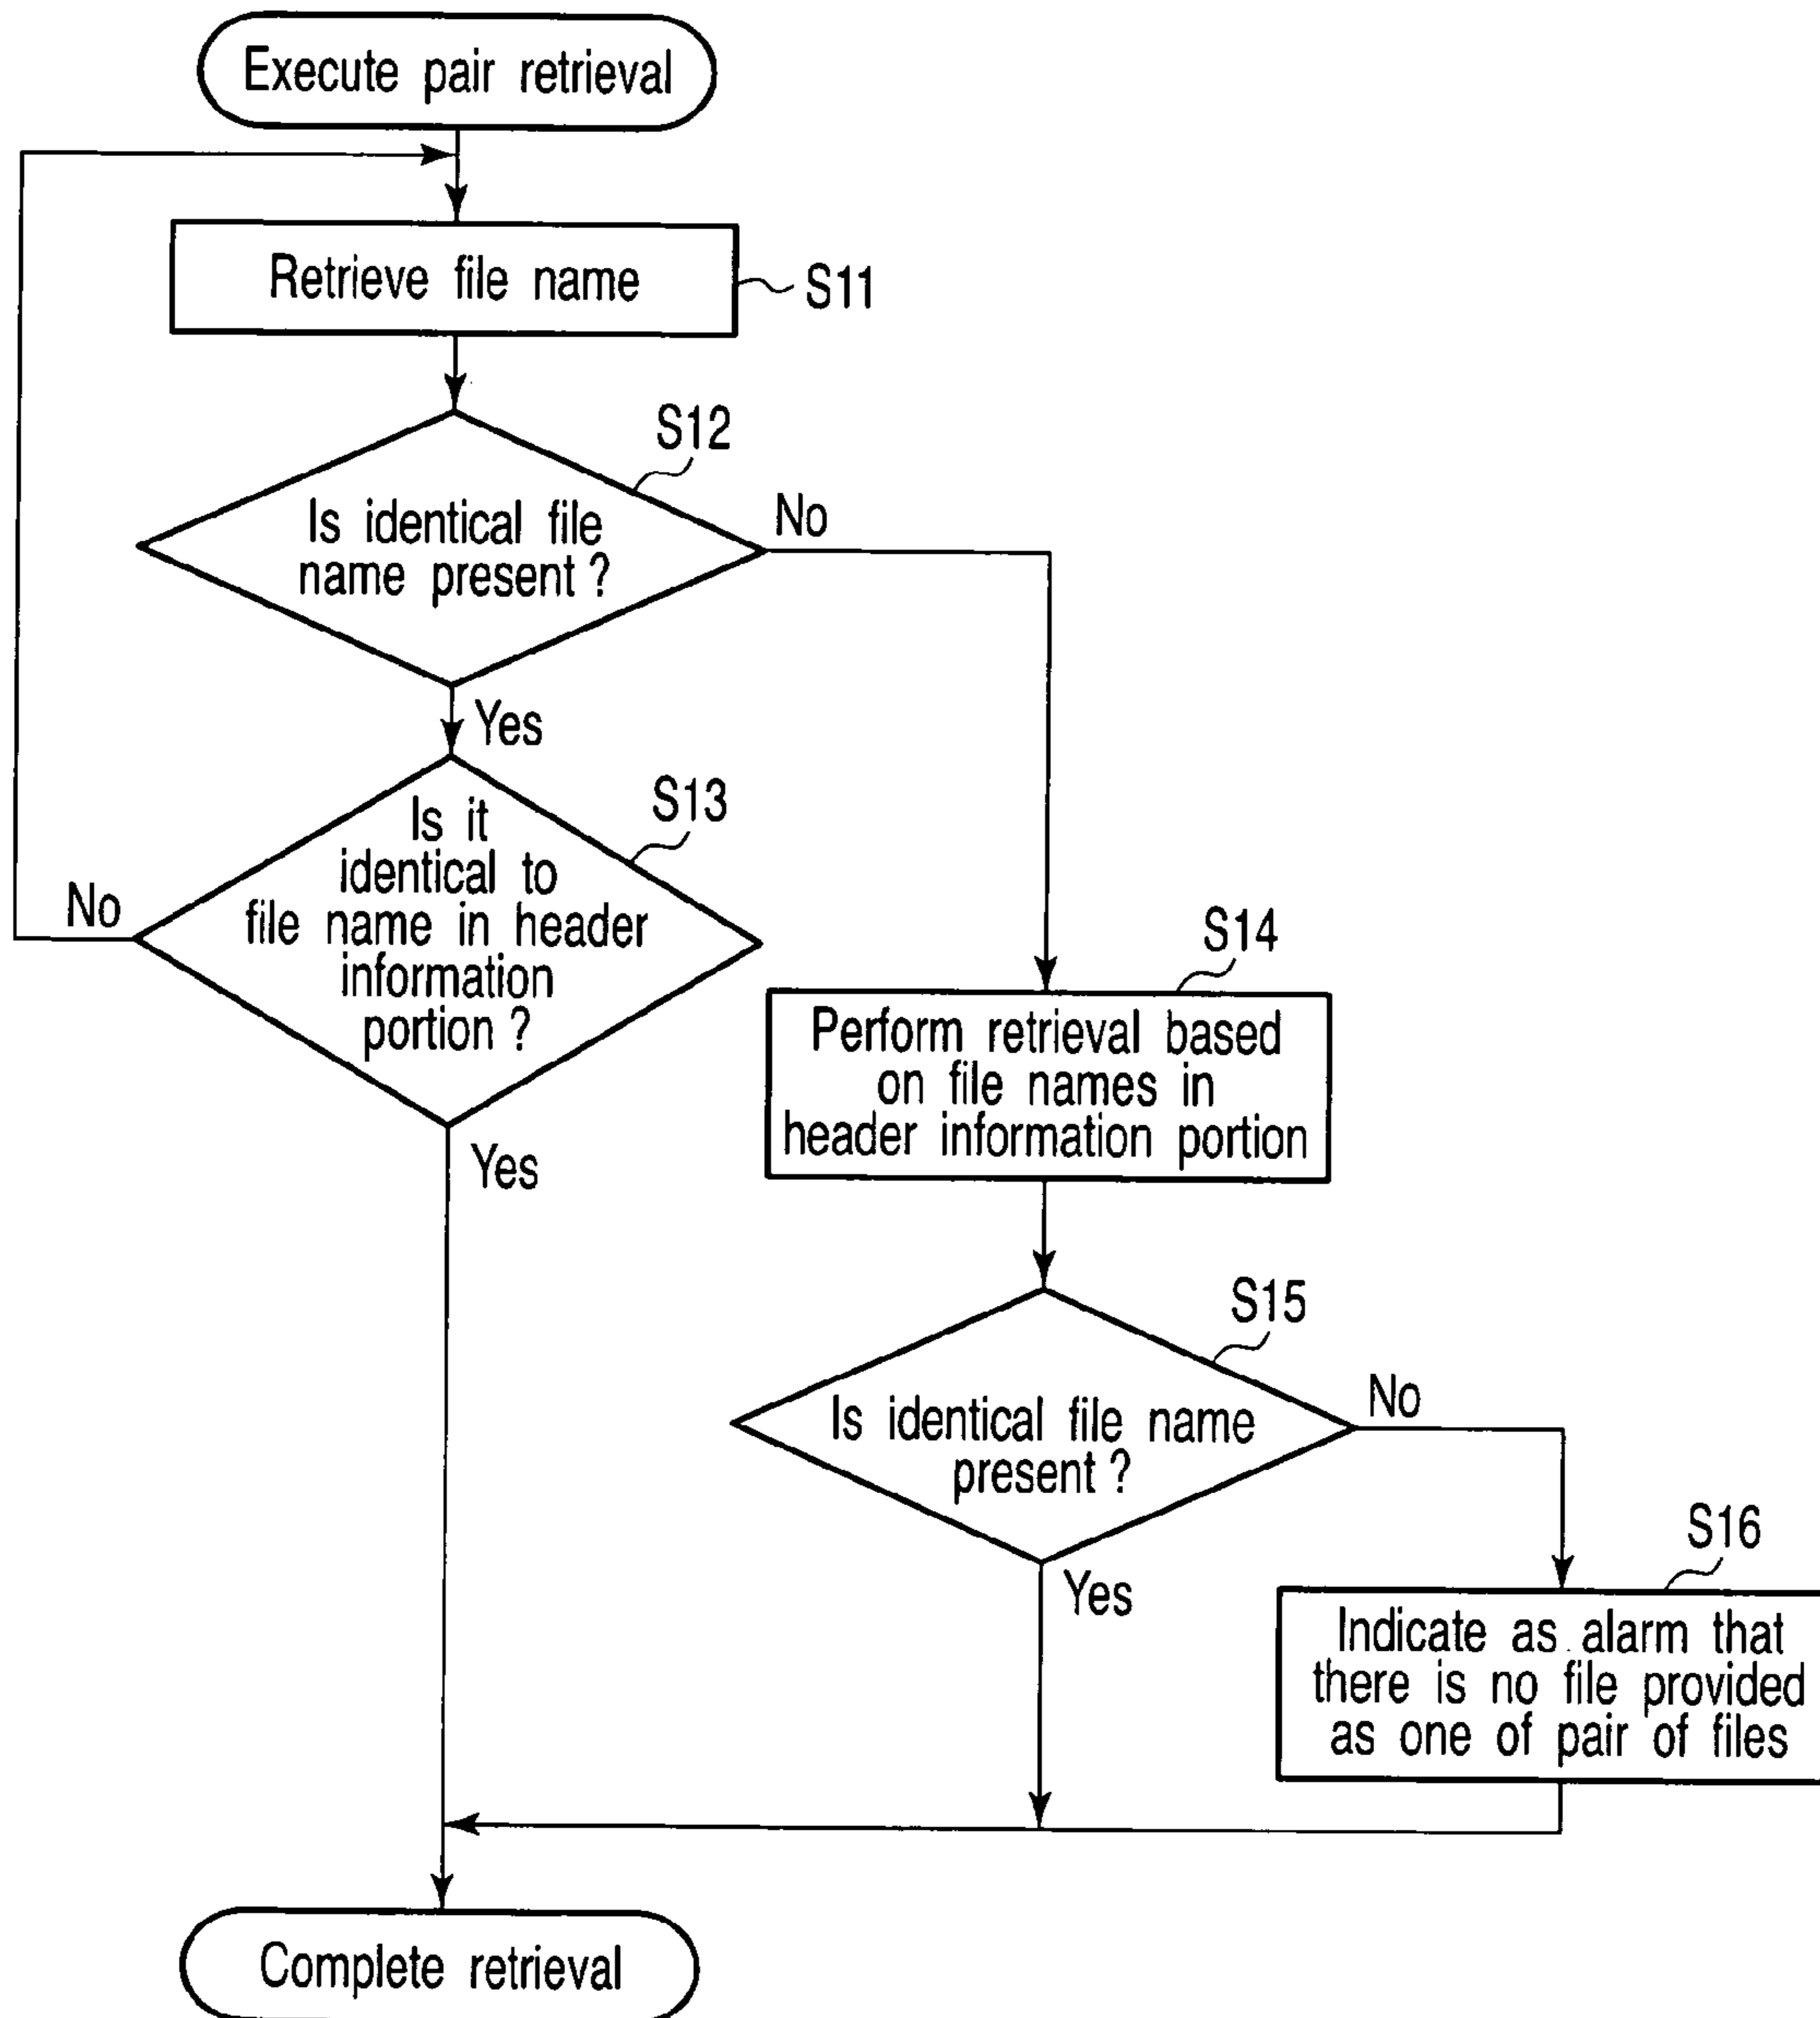 Execute pair retrieval
Retrieve file name
S11
S12
Is identical file
name present ?
No
Yes
S13
Is it
identical to
file name in header
information
portion ?
No
Yes
S14
Perform retrieval based
on file names in
header information portion
S15
Is identical file name
present ?
No
Yes
S16
Indicate as alarm that
there is no file provided
as one of pair of files
Complete retrieval